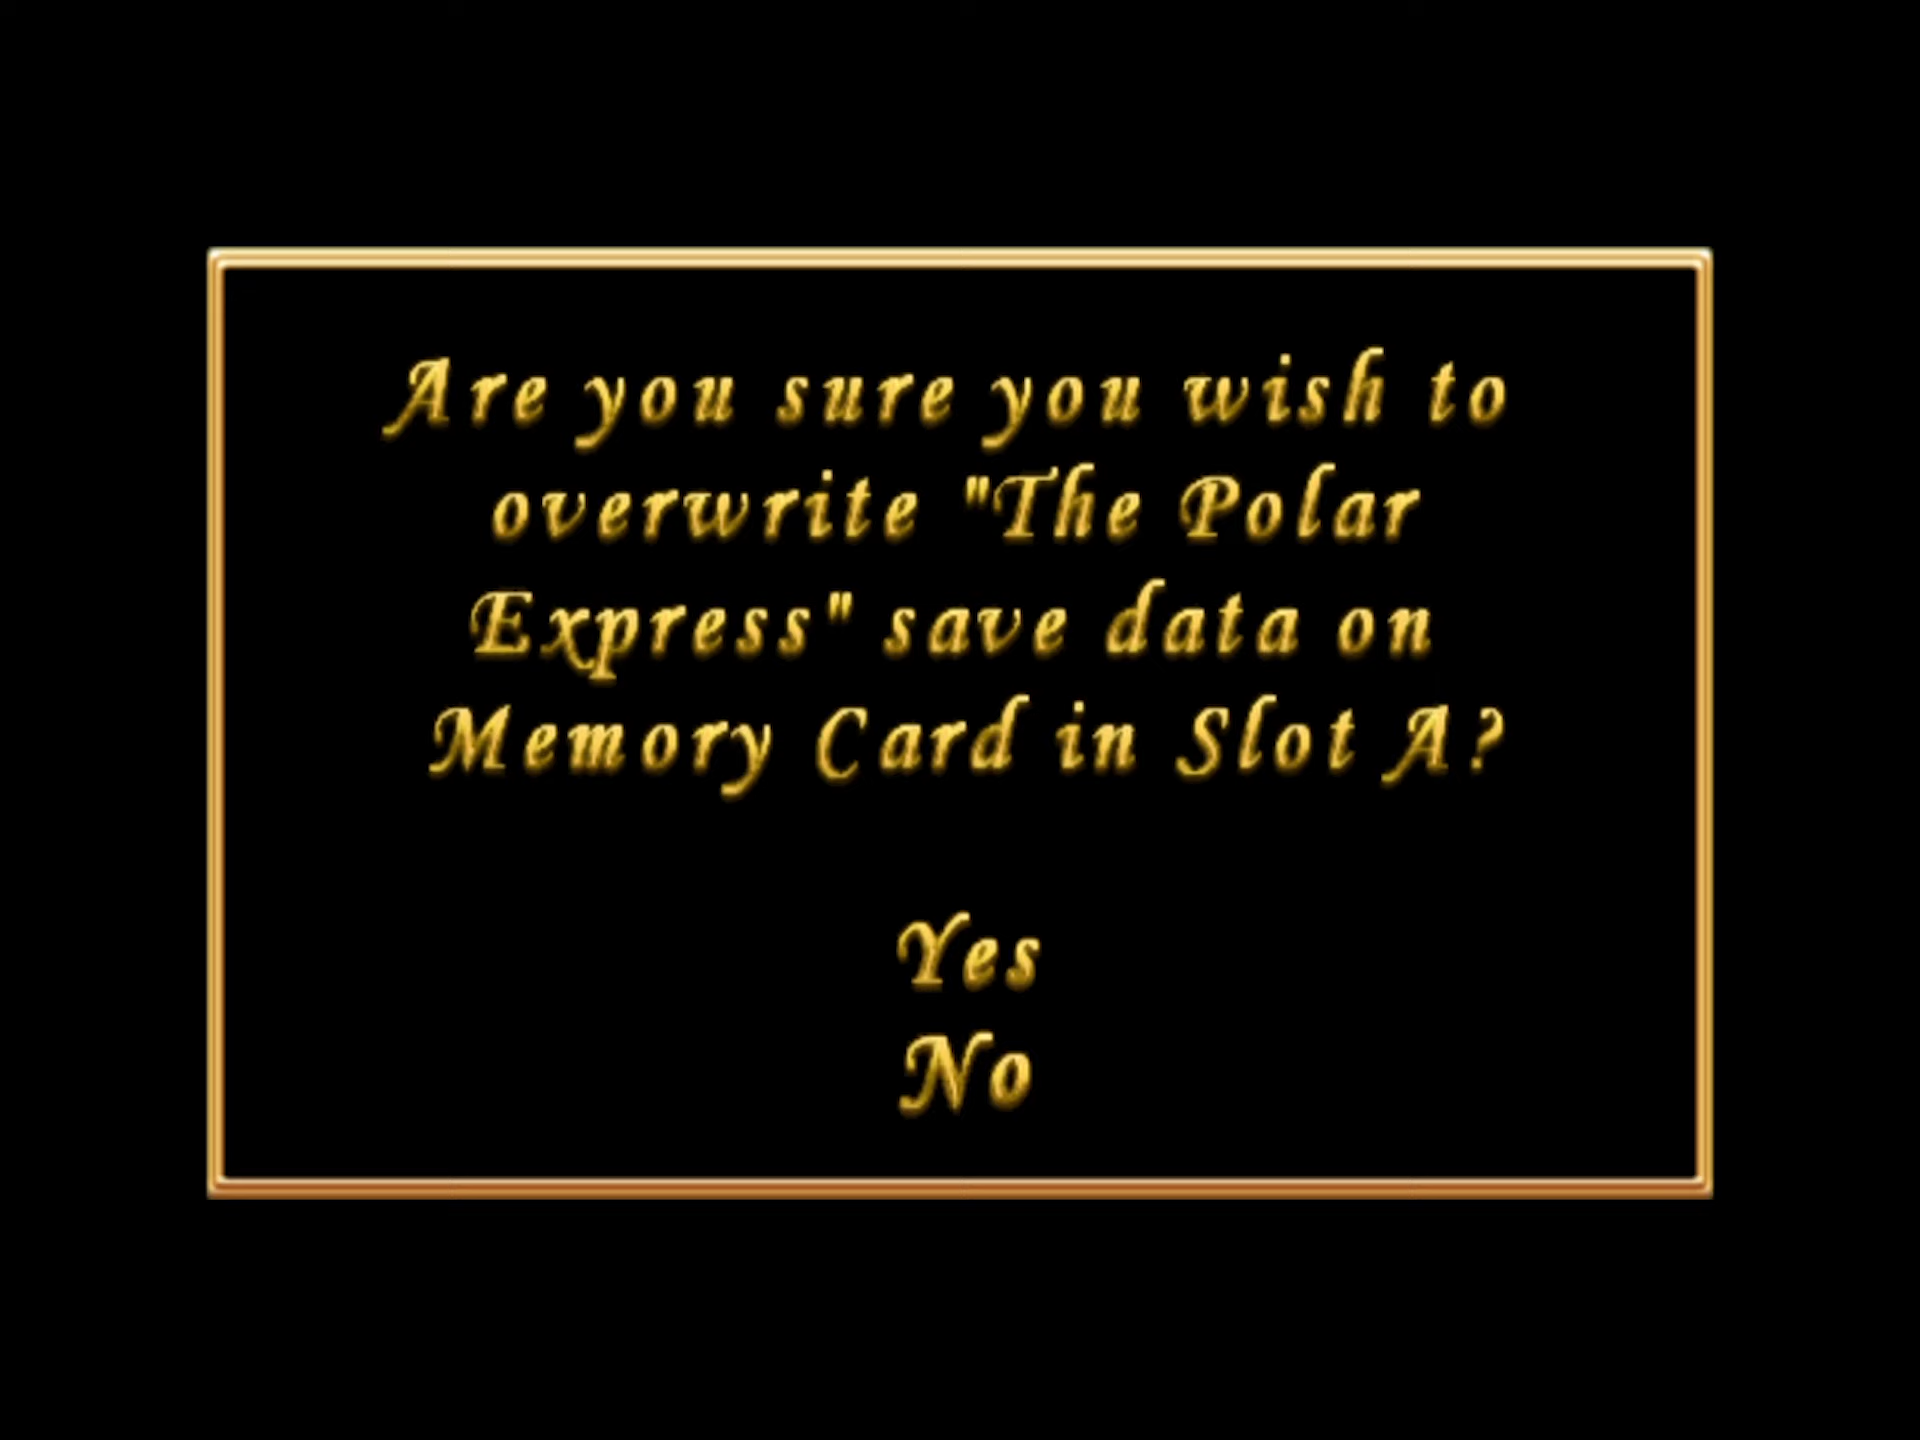 Are you sure you wish to
overwrite "The Polar
Express" save data on
Memory Card in Slot A?
Yes
No